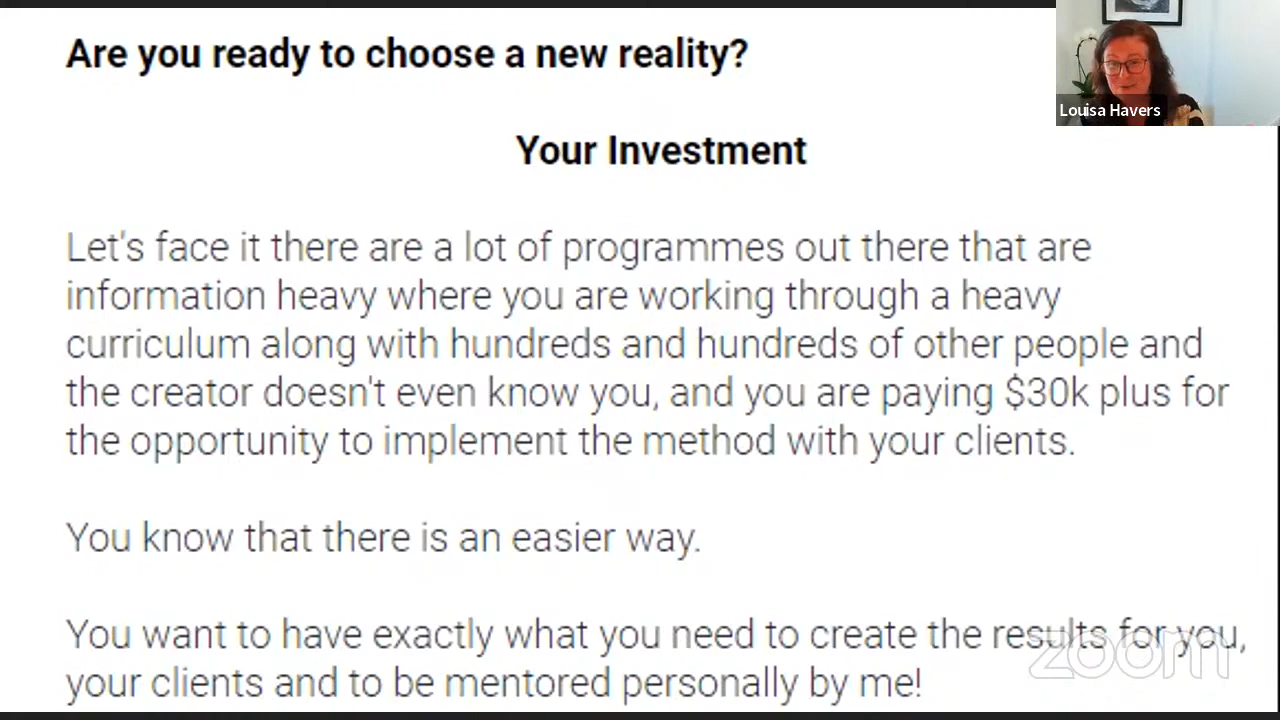 Are you ready to choose a new reality?
Louisa Havers
Your Investment
Let's face it there are a lot of programmes out there that are
information heavy where you are working through a heavy
curriculum along with hundreds and hundreds of other people and
the creator doesn't even know you, and you are paying $30k plus for
the opportunity to implement the method with your clients.
You know that there is an easier way.
You want to have exactly what you need to create the results for you,
your clients and to be mentored personally by me!
zoom